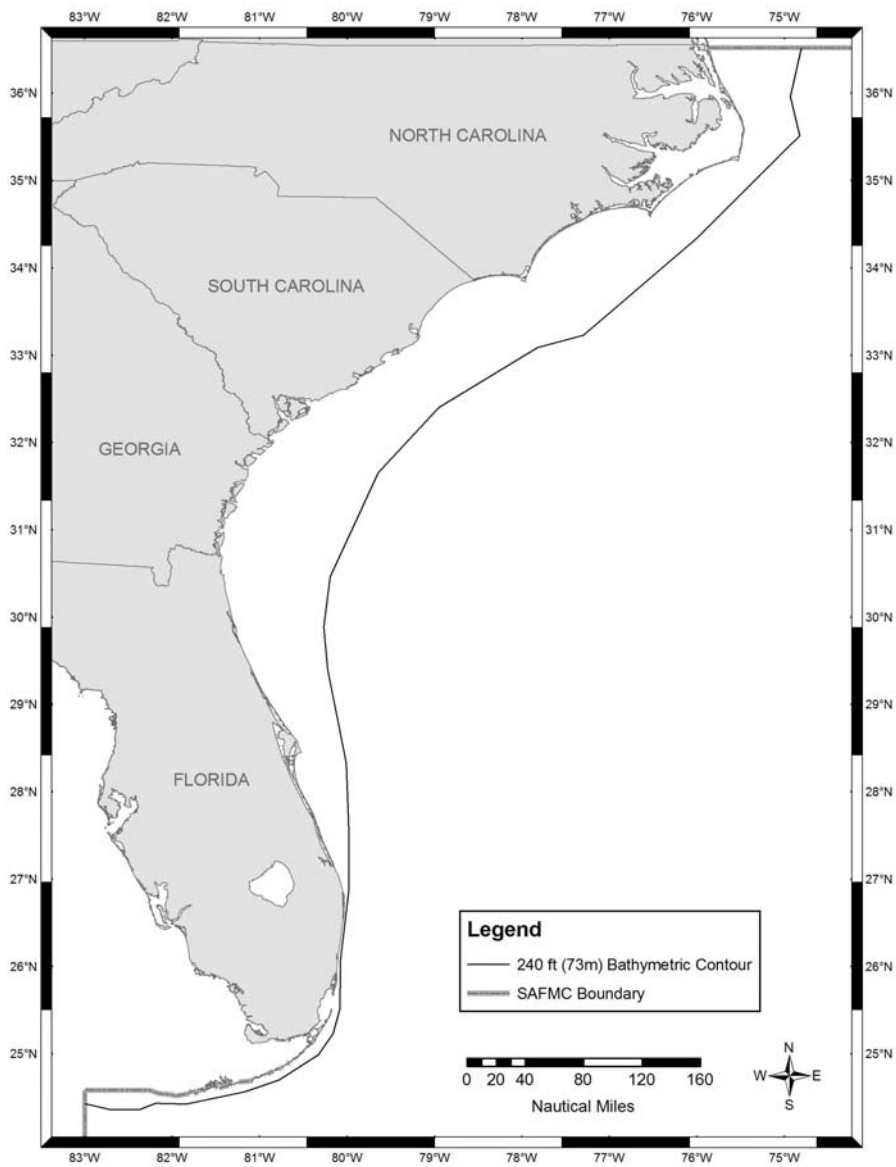 83°W 82°W 81°W 80°W 79°W 78°W 77°W 76°W 75°W
36°N 36°N
NORTH CAROLINA
35°N 35°N
34°N 34°N
SOUTH CAROLINA
33°N 33°N
32°N 32°N
GEORGIA
31°N 31°N
30°N 30°N
29°N 29°N
28°N 28°N
FLORIDA
27°N 27°N
Legend
26°N 240 ft (73m) Bathymetric Contour 26°N
SAFMC Boundary
25°N 25°N
N
W E
S
0 20 40 80 120 160
Nautical Miles
83°W 82°W 81°W 80°W 79°W 78°W 77°W 76°W 75°W